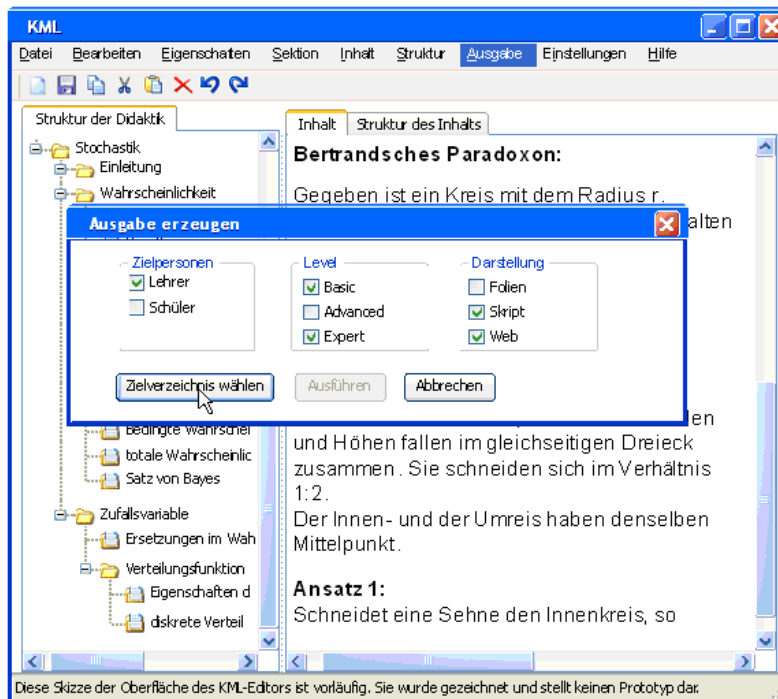 KML
Datei Bearbeiten Eigenschaften Sektion Inhalt Struktur Ausgabe Einstellungen Hilfe
Struktur der Didaktik
Stochastik
Einleitung
Wahrscheinlichkeit
Inhalt Struktur des Inhalts
Bertrandsches Paradoxon:
Gegeben ist ein Kreis mit dem Radius r.
alten
Ausgabe erzeugen
Zielpersonen
Lehrer
Schüler
Level
Basic
Advanced
Expert
Darstellung
Folien
Skript
Web
Zielverzeichnis wählen Ausführen Abbrechen
Bedingte Wahrschei
totale Wahrscheinlic
Satz von Bayes
Zufallsvariable
Ersetzungen im Wah
Verteilungsfunktion
Eigenschaften d
diskrete Verteil
den
und Höhen fallen im gleichseitigen Dreieck
zusammen. Sie schneiden sich im Verhältnis
1:2.
Der Innen- und der Umreis haben denselben
Mittelpunkt.
Ansatz 1:
Schneidet eine Sehne den Innenkreis, so
Diese Skizze der Oberfläche des KML-Editors ist vorläufig. Sie wurde gezeichnet und stellt keinen Prototyp dar.